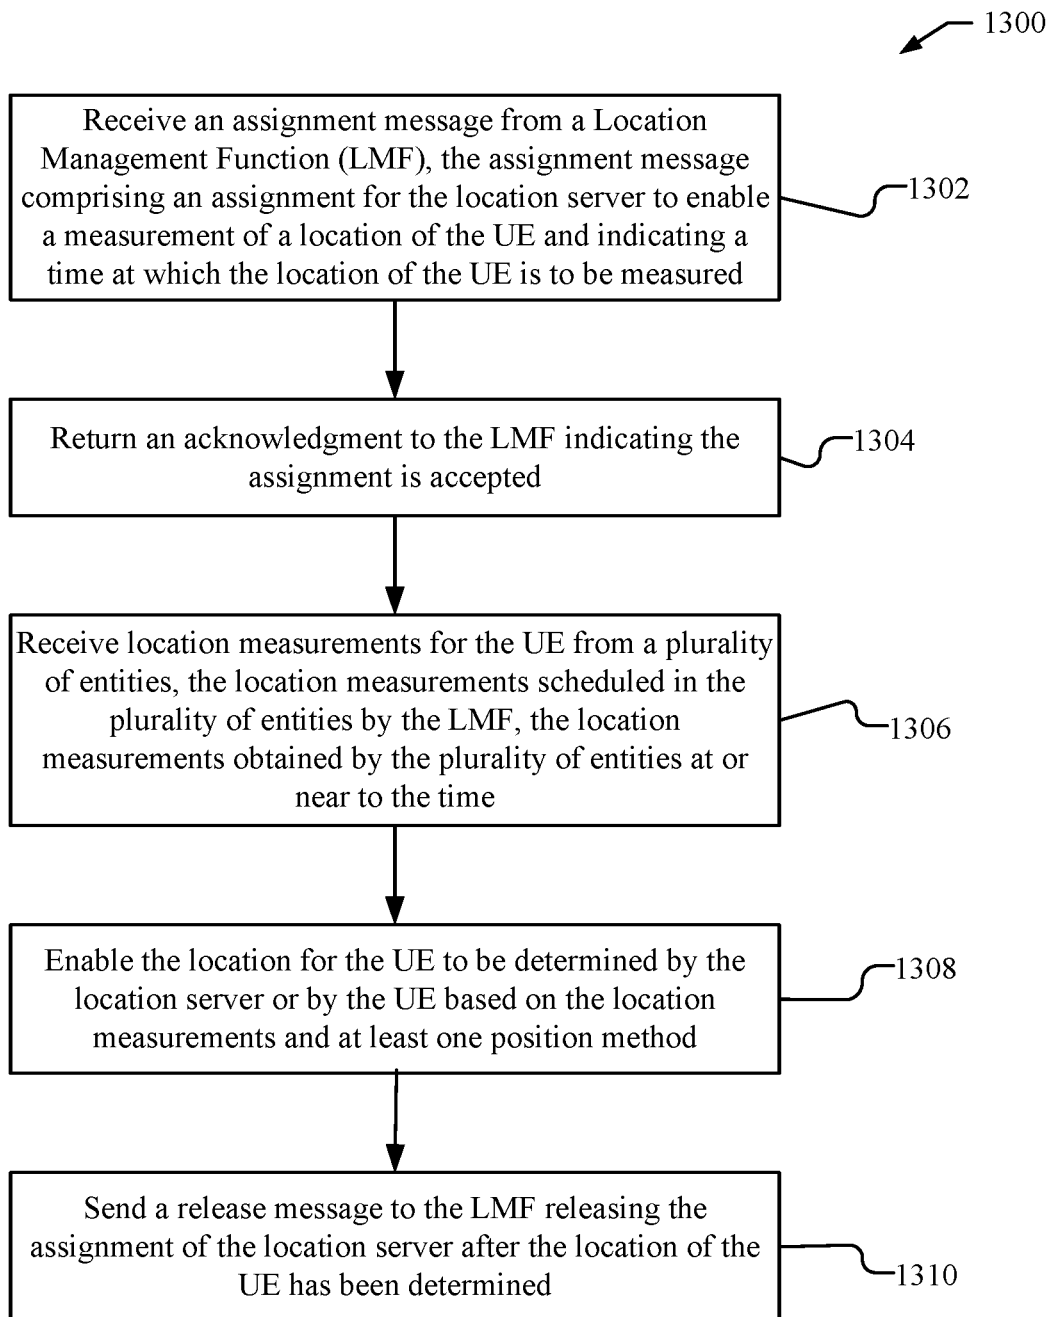 1300
Receive an assignment message from a Location
Management Function (LMF), the assignment message
comprising an assignment for the location server to enable
a measurement of a location of the UE and indicating a
time at which the location of the UE is to be measured
1302
Return an acknowledgment to the LMF indicating the
assignment is accepted
1304
Receive location measurements for the UE from a plurality
of entities, the location measurements scheduled in the
plurality of entities by the LMF, the location
measurements obtained by the plurality of entities at or
near to the time
1306
Enable the location for the UE to be determined by the
location server or by the UE based on the location
measurements and at least one position method
1308
Send a release message to the LMF releasing the
assignment of the location server after the location of the
UE has been determined
1310